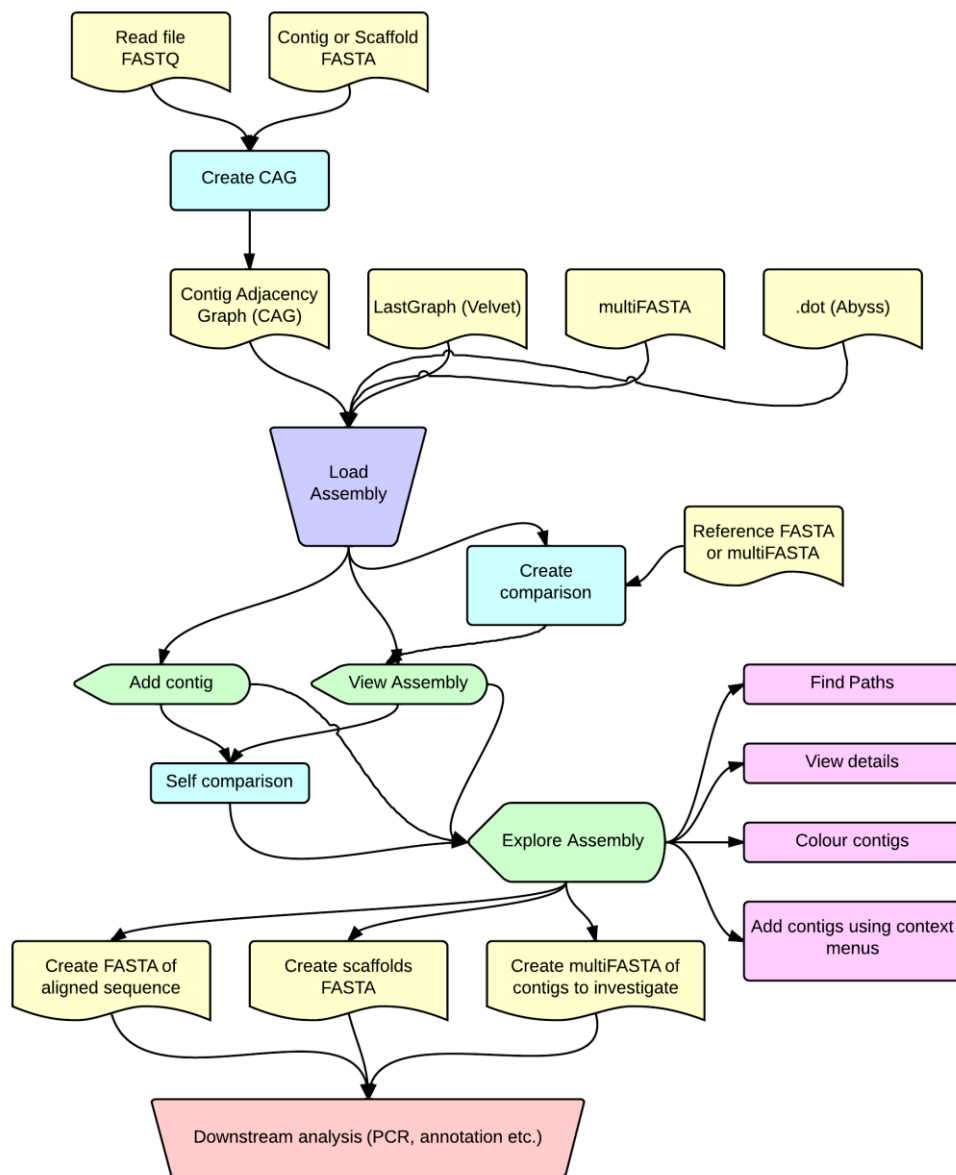 Read file
FASTQ
Contig or Scaffold
FASTA
Create CAG
Contig Adjacency
Graph (CAG)
LastGraph (Velvet)
multiFASTA
.dot (Abyss)
Load
Assembly
Reference FASTA
or multiFASTA
Create
comparison
Add contig
View Assembly
Find Paths
View details
Self comparison
Explore Assembly
Colour contigs
Add contigs using context
menus
Create FASTA of
aligned sequence
Create scaffolds
FASTA
Create multiFASTA of
contigs to investigate
Downstream analysis (PCR, annotation etc.)